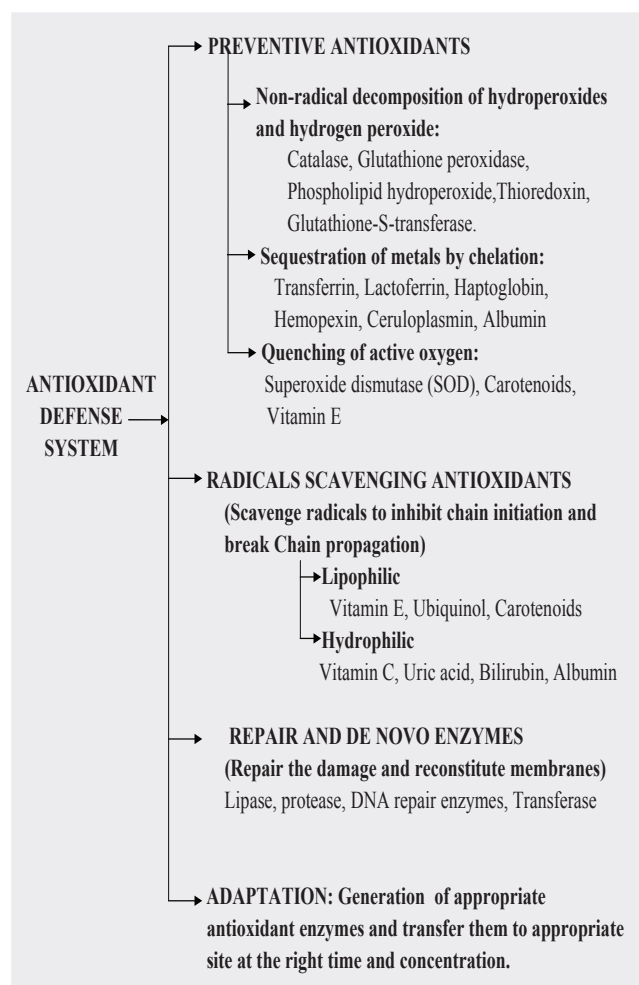 PREVENTIVE ANTIOXIDANTS
Non-radical decomposition of hydroperoxides
and hydrogen peroxide:
Catalase, Glutathione peroxidase,
Phospholipid hydroperoxide,Thioredoxin,
Glutathione-S-transferase.
Sequestration of metals by chelation:
Transferrin, Lactoferrin, Haptoglobin,
Hemopexin, Ceruloplasmin, Albumin
Quenching of active oxygen:
Superoxide dismutase (SOD), Carotenoids,
Vitamin E
ANTIOXIDANT
DEFENSE
SYSTEM
RADICALS SCAVENGING ANTIOXIDANTS
(Scavenge radicals to inhibit chain initiation and
break Chain propagation)
Lipophilic
Vitamin E, Ubiquinol, Carotenoids
Hydrophilic
Vitamin C, Uric acid, Bilirubin, Albumin
REPAIR AND DE NOVO ENZYMES
(Repair the damage and reconstitute membranes)
Lipase, protease, DNA repair enzymes, Transferase
ADAPTATION: Generation of appropriate
antioxidant enzymes and transfer them to appropriate
site at the right time and concentration.